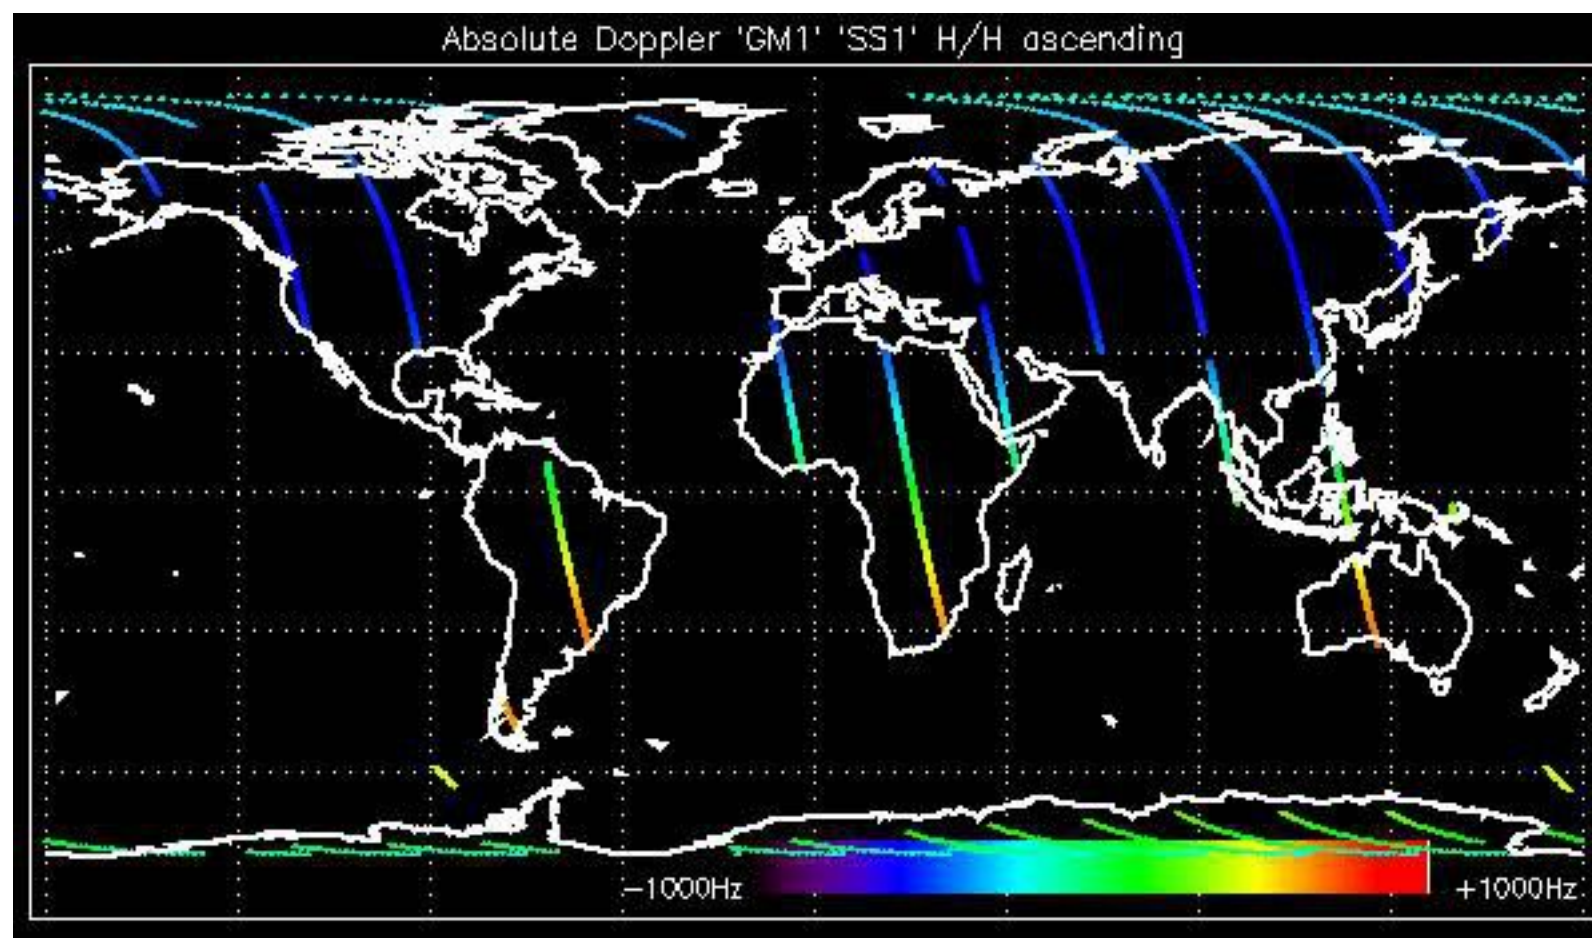 Absolute Doppler 'GM1' 'SS1' H/H ascending
-1000Hz +1000Hz